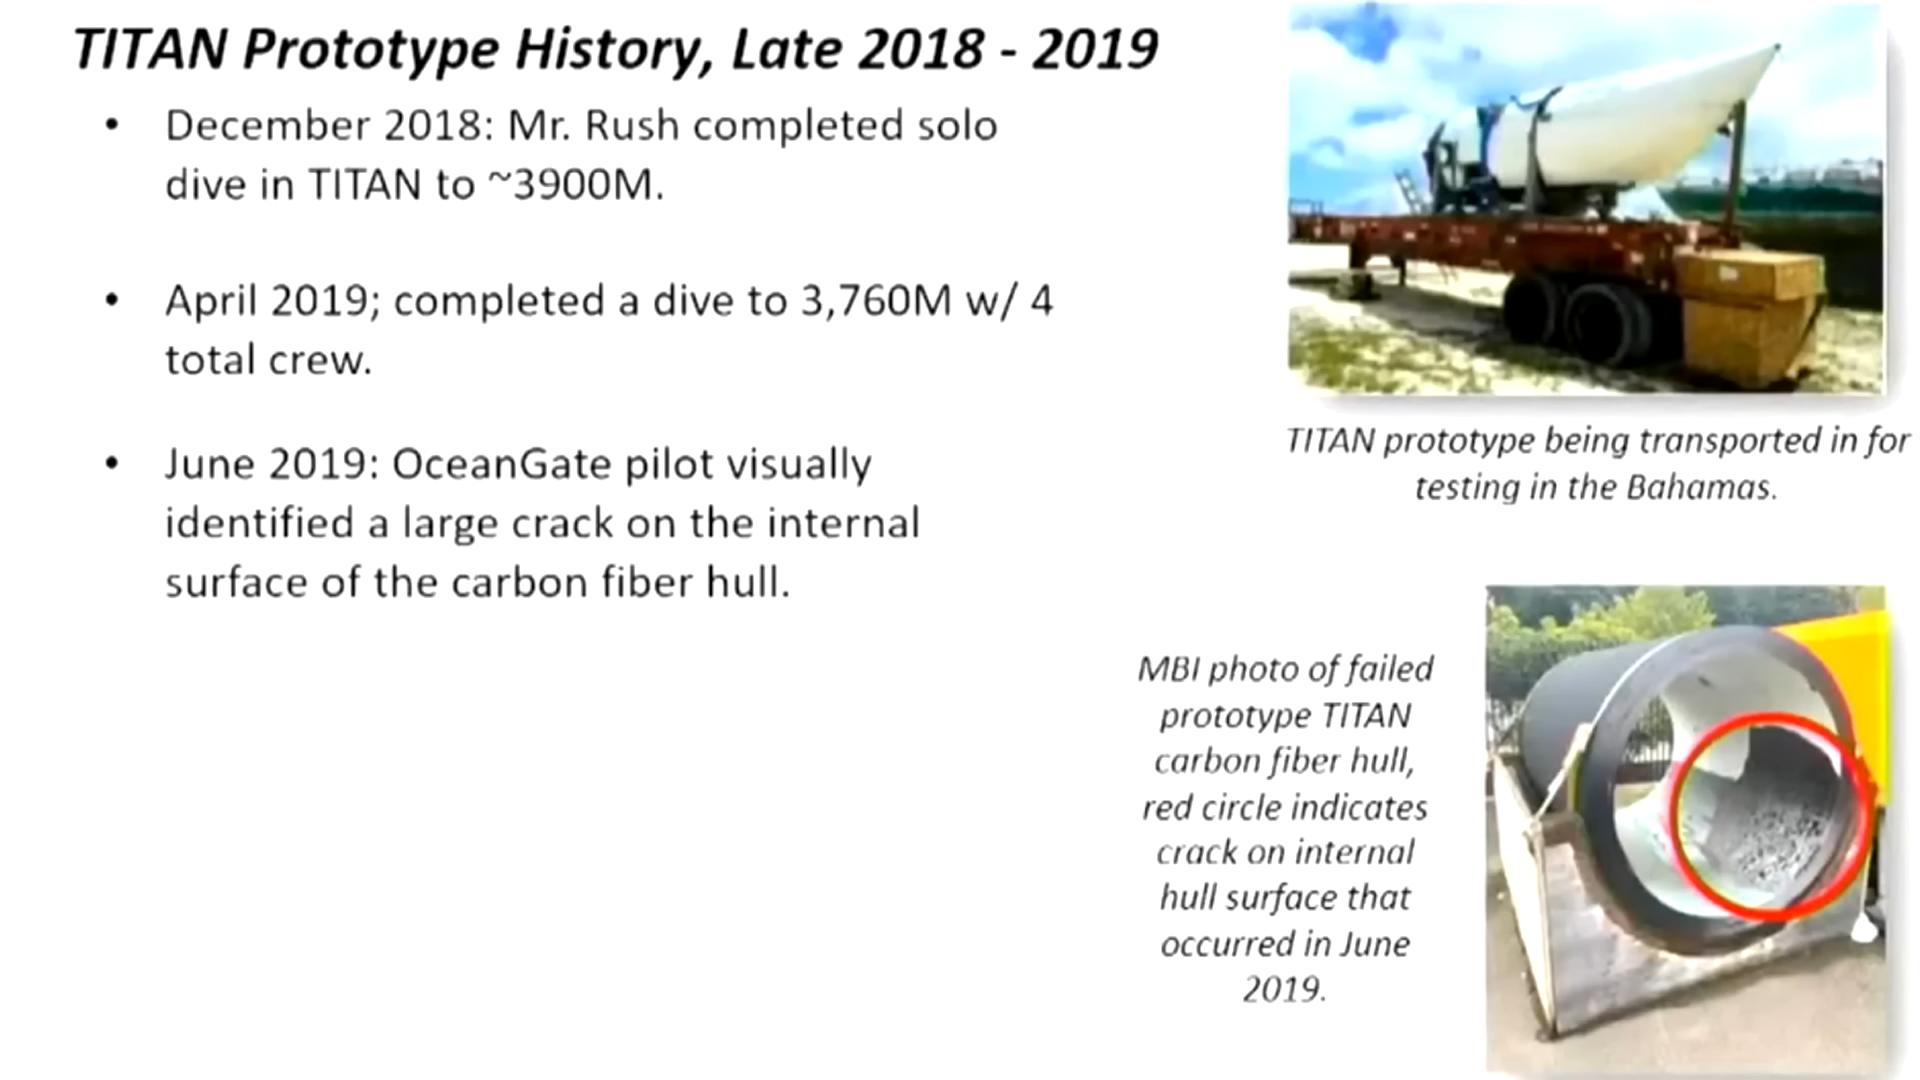 TITAN Prototype History, Late 2018 - 2019
• December 2018: Mr. Rush completed solo
dive in TITAN to ~3900M.
• April 2019; completed a dive to 3,760M w/ 4
total crew.
• June 2019: OceanGate pilot visually
identified a large crack on the internal
surface of the carbon fiber hull.
TITAN prototype being transported in for
testing in the Bahamas.
MBI photo of failed
prototype TITAN
carbon fiber hull,
red circle indicates
crack on internal
hull surface that
occurred in June
2019.